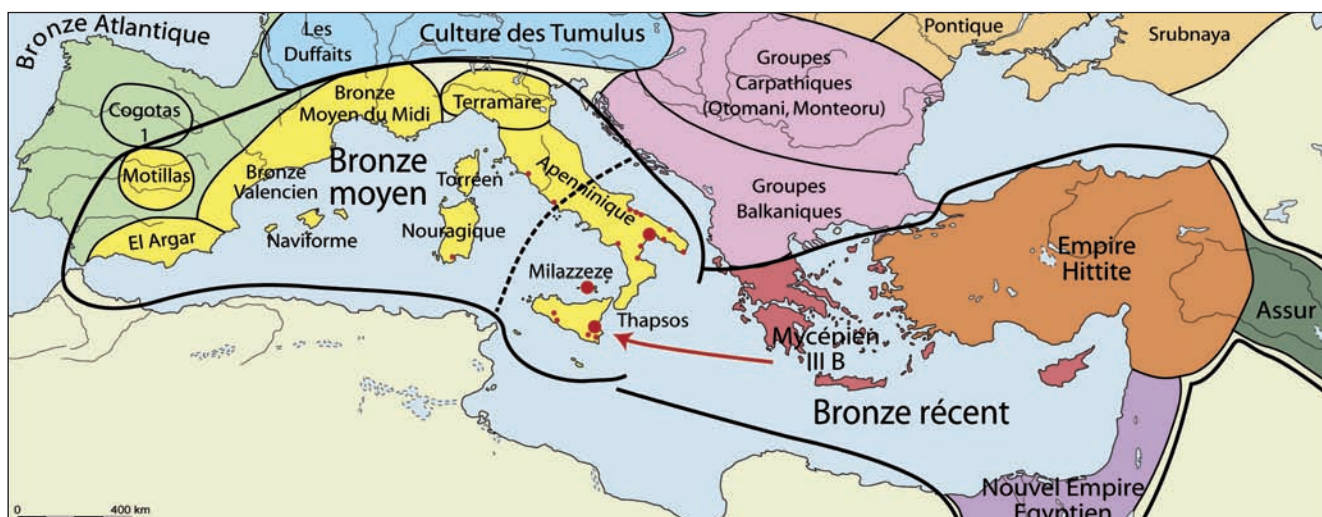 Bronze Atlantique
Les
Duffaits
Culture des Tumulus
Pontique
Srubnaya
Groupes
Carpathiques
(Otomani, Monteoru)
Cogotas
1
Bronze
Moyen du Midi
Terramare
Motillas
Bronze
Valencien
Bronze
moyen
Torréen
Apenninique
Groupes
Balkaniques
El Argar
Naviforme
Nouragique
Milazzeze
Empire
Hittite
Assur
Thapsos
Mycénien
III B
Bronze récent
Nouvel Empire
Egyptien
0
400 km